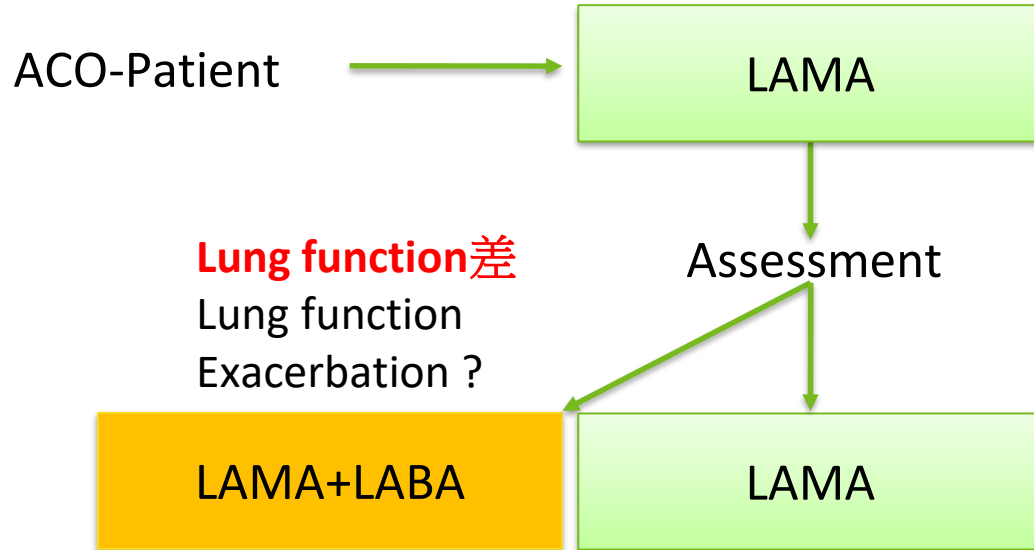 ACO-Patient
LAMA
Assessment
Lung function差
Lung function
Exacerbation ?
LAMA+LABA
LAMA